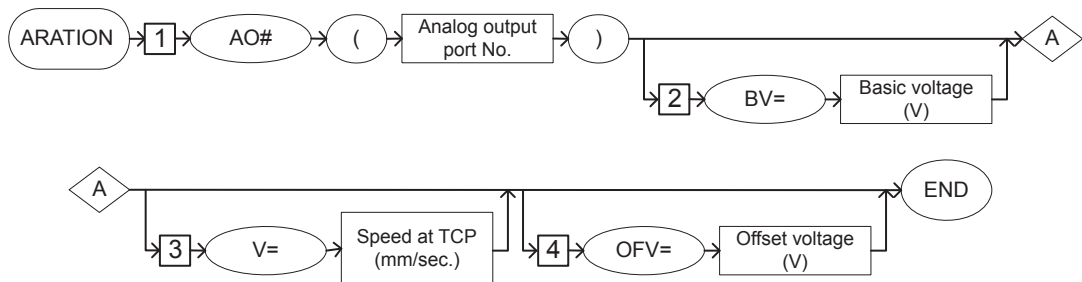 ARATION 1 AO# ( Analog output port No. ) A
2 BV= Basic voltage (V)
A END
3 V= Speed at TCP (mm/sec.) 4 OFV= Offset voltage (V)